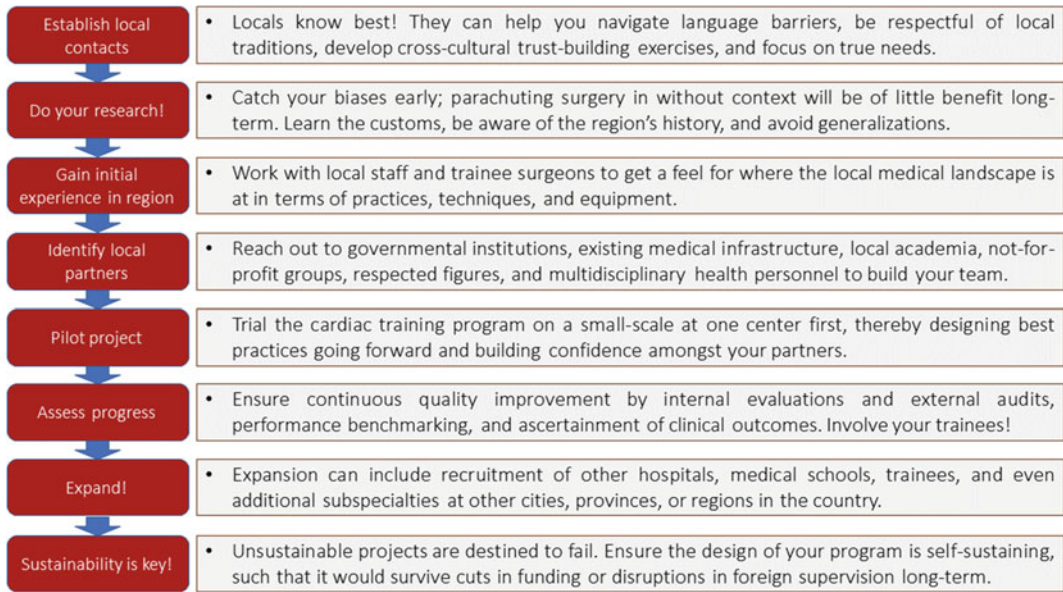 Establish local
contacts
• Locals know best! They can help you navigate language barriers, be respectful of local
traditions, develop cross-cultural trust-building exercises, and focus on true needs.
Do your research!
• Catch your biases early; parachuting surgery in without context will be of little benefit long-
term. Learn the customs, be aware of the region's history, and avoid generalizations.
Gain initial
experience in region
• Work with local staff and trainee surgeons to get a feel for where the local medical landscape is
at in terms of practices, techniques, and equipment.
Identify local
partners
• Reach out to governmental institutions, existing medical infrastructure, local academia, not-for-
profit groups, respected figures, and multidisciplinary health personnel to build your team.
Pilot project
• Trial the cardiac training program on a small-scale at one center first, thereby designing best
practices going forward and building confidence amongst your partners.
Assess progress
• Ensure continuous quality improvement by internal evaluations and external audits,
performance benchmarking, and ascertainment of clinical outcomes. Involve your trainees!
Expand!
• Expansion can include recruitment of other hospitals, medical schools, trainees, and even
additional subspecialties at other cities, provinces, or regions in the country.
Sustainability is key!
• Unsustainable projects are destined to fail. Ensure the design of your program is self-sustaining,
such that it would survive cuts in funding or disruptions in foreign supervision long-term.